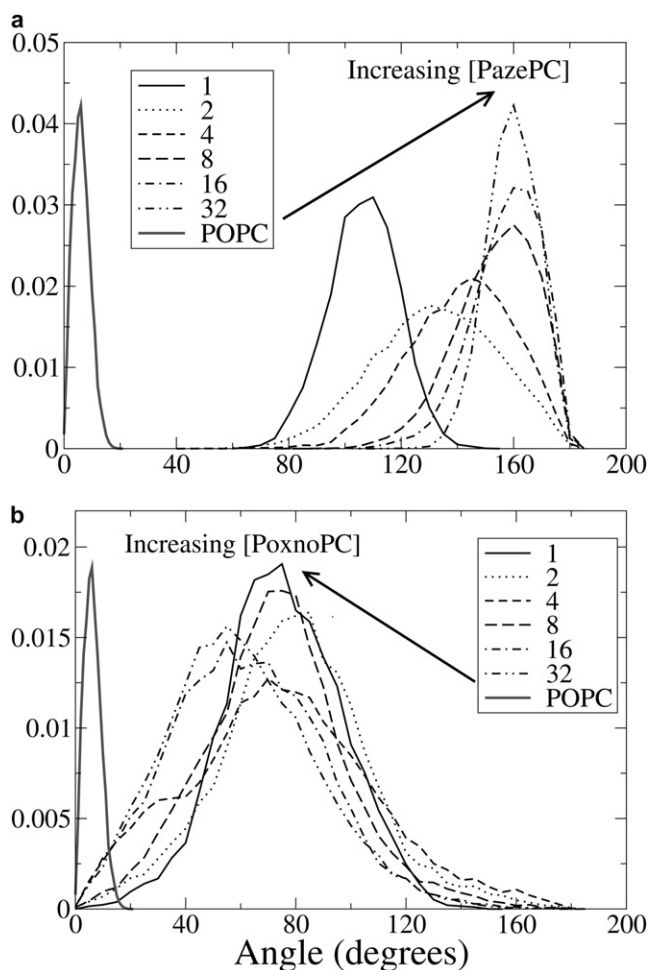 a
0.05
0.04
0.03
0.02
0.01
0
1
2
4
8
16
32
POPC
Increasing [PazePC]
0 40 80 120 160 200
b
0.02
0.015
0.01
0.005
0
Increasing [PoxnoPC]
1
2
4
8
16
32
POPC
0 40 80 120 160 200
Angle (degrees)